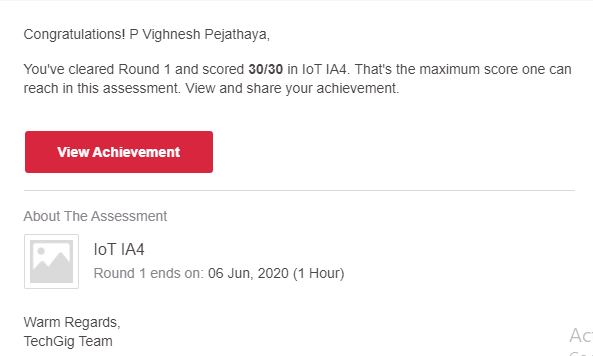 Congratulations! P Vighnesh Pejathaya,
You've cleared Round 1 and scored 30/30 in IoT IA4. That's the maximum score one can
reach in this assessment. View and share your achievement.
View Achievement
About The Assessment
IoT IA4
Round 1 ends on: 06 Jun, 2020 (1 Hour)
Warm Regards,
TechGig Team